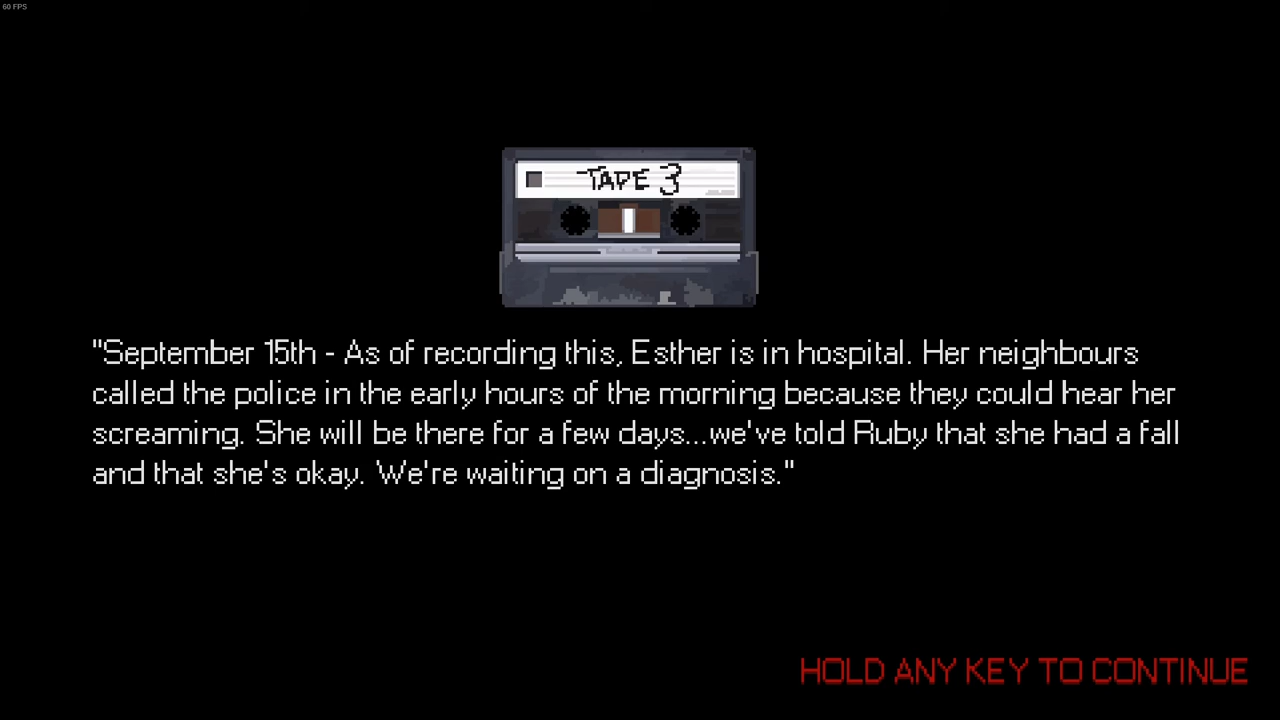 60 FPS
TAPE 3
"September 15th - As of recording this, Esther is in hospital. Her neighbours
called the police in the early hours of the morning because they could hear her
screaming. She will be there for a few days...we've told Ruby that she had a fall
and that she's okay. We're waiting on a diagnosis."
HOLD ANY KEY TO CONTINUE